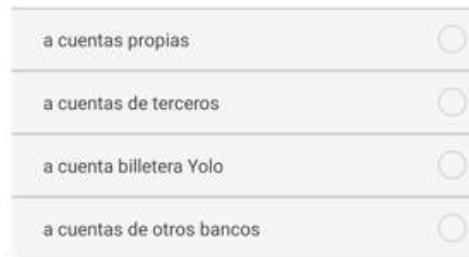 a cuentas propias
a cuentas de terceros
a cuenta billetera Yolo
a cuentas de otros bancos